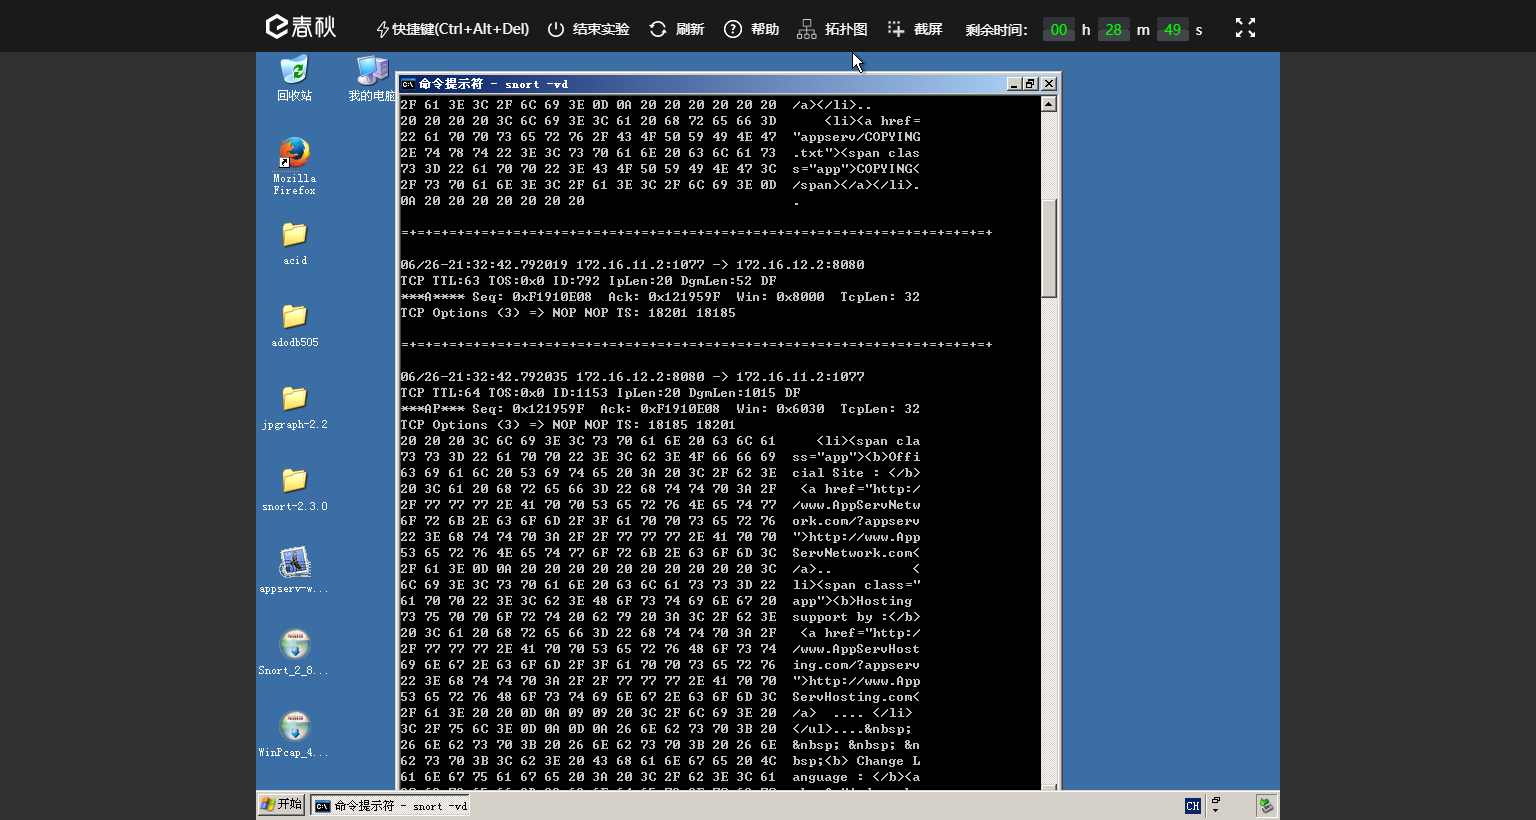 春秋
快捷键(Ctrl+Alt+Del)
结束实验
刷新
帮助
拓扑图
截屏
剩余时间: 00 h 28 m 49 s
回收站
我的电脑
Mozilla
Firefox
acid
adodb505
jpgraph-2.2
snort-2.3.0
appserv-w...
Snort_2_8...
WinPcap_4...
命令提示符 - snort -vd
2F 61 3E 3C 2F 6C 69 3E 0D 0A 20 20 20 20 20 20  /a></li>..
20 20 20 20 3C 6C 69 3E 3C 61 20 68 72 65 66 3D      <li><a href=
22 61 70 70 73 65 72 76 2F 43 4F 50 59 49 4E 47  "appserv/COPYING
2E 74 78 74 22 3E 3C 73 70 61 6E 20 63 6C 61 73  .txt"><span clas
73 3D 22 61 70 70 22 3E 43 4F 50 59 49 4E 47 3C  s="app">COPYING<
2F 73 70 61 6E 3E 3C 2F 61 3E 3C 2F 6C 69 3E 0D  /span></a></li>.
0A 20 20 20 20 20 20 20                          .
=+=+=+=+=+=+=+=+=+=+=+=+=+=+=+=+=+=+=+=+=+=+=+=+=+=+=+=+=+=+=+=+=+=+=+=+=+
06/26-21:32:42.792019 172.16.11.2:1077 -> 172.16.12.2:8080
TCP TTL:63 TOS:0x0 ID:792 IpLen:20 DgmLen:52 DF
***A**** Seq: 0xF1910E08  Ack: 0x121959F  Win: 0x8000  TcpLen: 32
TCP Options (3) => NOP NOP TS: 18201 18185
=+=+=+=+=+=+=+=+=+=+=+=+=+=+=+=+=+=+=+=+=+=+=+=+=+=+=+=+=+=+=+=+=+=+=+=+=+
06/26-21:32:42.792035 172.16.12.2:8080 -> 172.16.11.2:1077
TCP TTL:64 TOS:0x0 ID:1153 IpLen:20 DgmLen:1015 DF
***AP*** Seq: 0x121959F  Ack: 0xF1910E08  Win: 0x6030  TcpLen: 32
TCP Options (3) => NOP NOP TS: 18185 18201
20 20 20 3C 6C 69 3E 3C 73 70 61 6E 20 63 6C 61     <li><span cla
73 73 3D 22 61 70 70 22 3E 3C 62 3E 4F 66 66 69  ss="app"><b>Offi
63 69 61 6C 20 53 69 74 65 20 3A 20 3C 2F 62 3E  cial Site : </b>
20 3C 61 20 68 72 65 66 3D 22 68 74 74 70 3A 2F   <a href="http:/
2F 77 77 77 2E 41 70 70 53 65 72 76 4E 65 74 77  /www.AppServNetw
6F 72 6B 2E 63 6F 6D 2F 3F 61 70 70 73 65 72 76  ork.com/?appserv
22 3E 68 74 74 70 3A 2F 2F 77 77 77 2E 41 70 70  ">http://www.App
53 65 72 76 4E 65 74 77 6F 72 6B 2E 63 6F 6D 3C  ServNetwork.com<
2F 61 3E 0D 0A 20 20 20 20 20 20 20 20 20 20 3C  /a>..          <
6C 69 3E 3C 73 70 61 6E 20 63 6C 61 73 73 3D 22  li><span class="
61 70 70 22 3E 3C 62 3E 48 6F 73 74 69 6E 67 20  app"><b>Hosting
73 75 70 70 6F 72 74 20 62 79 20 3A 3C 2F 62 3E  support by :</b>
20 3C 61 20 68 72 65 66 3D 22 68 74 74 70 3A 2F   <a href="http:/
2F 77 77 77 2E 41 70 70 53 65 72 76 48 6F 73 74  /www.AppServHost
69 6E 67 2E 63 6F 6D 2F 3F 61 70 70 73 65 72 76  ing.com/?appserv
22 3E 68 74 74 70 3A 2F 2F 77 77 77 2E 41 70 70  ">http://www.App
53 65 72 76 48 6F 73 74 69 6E 67 2E 63 6F 6D 3C  ServHosting.com<
2F 61 3E 20 20 0D 0A 09 09 20 3C 2F 6C 69 3E 20  /a>  .... </li>
3C 2F 75 6C 3E 0D 0A 0D 0A 26 6E 62 73 70 3B 20  </ul>....&nbsp;
26 6E 62 73 70 3B 20 26 6E 62 73 70 3B 20 26 6E  &nbsp; &nbsp; &n
62 73 70 3B 3C 62 3E 20 43 68 61 6E 67 65 20 4C  bsp;<b> Change L
61 6E 67 75 61 67 65 20 3A 20 3C 2F 62 3E 3C 61  anguage : </b><a
开始
命令提示符 - snort -vd
CH